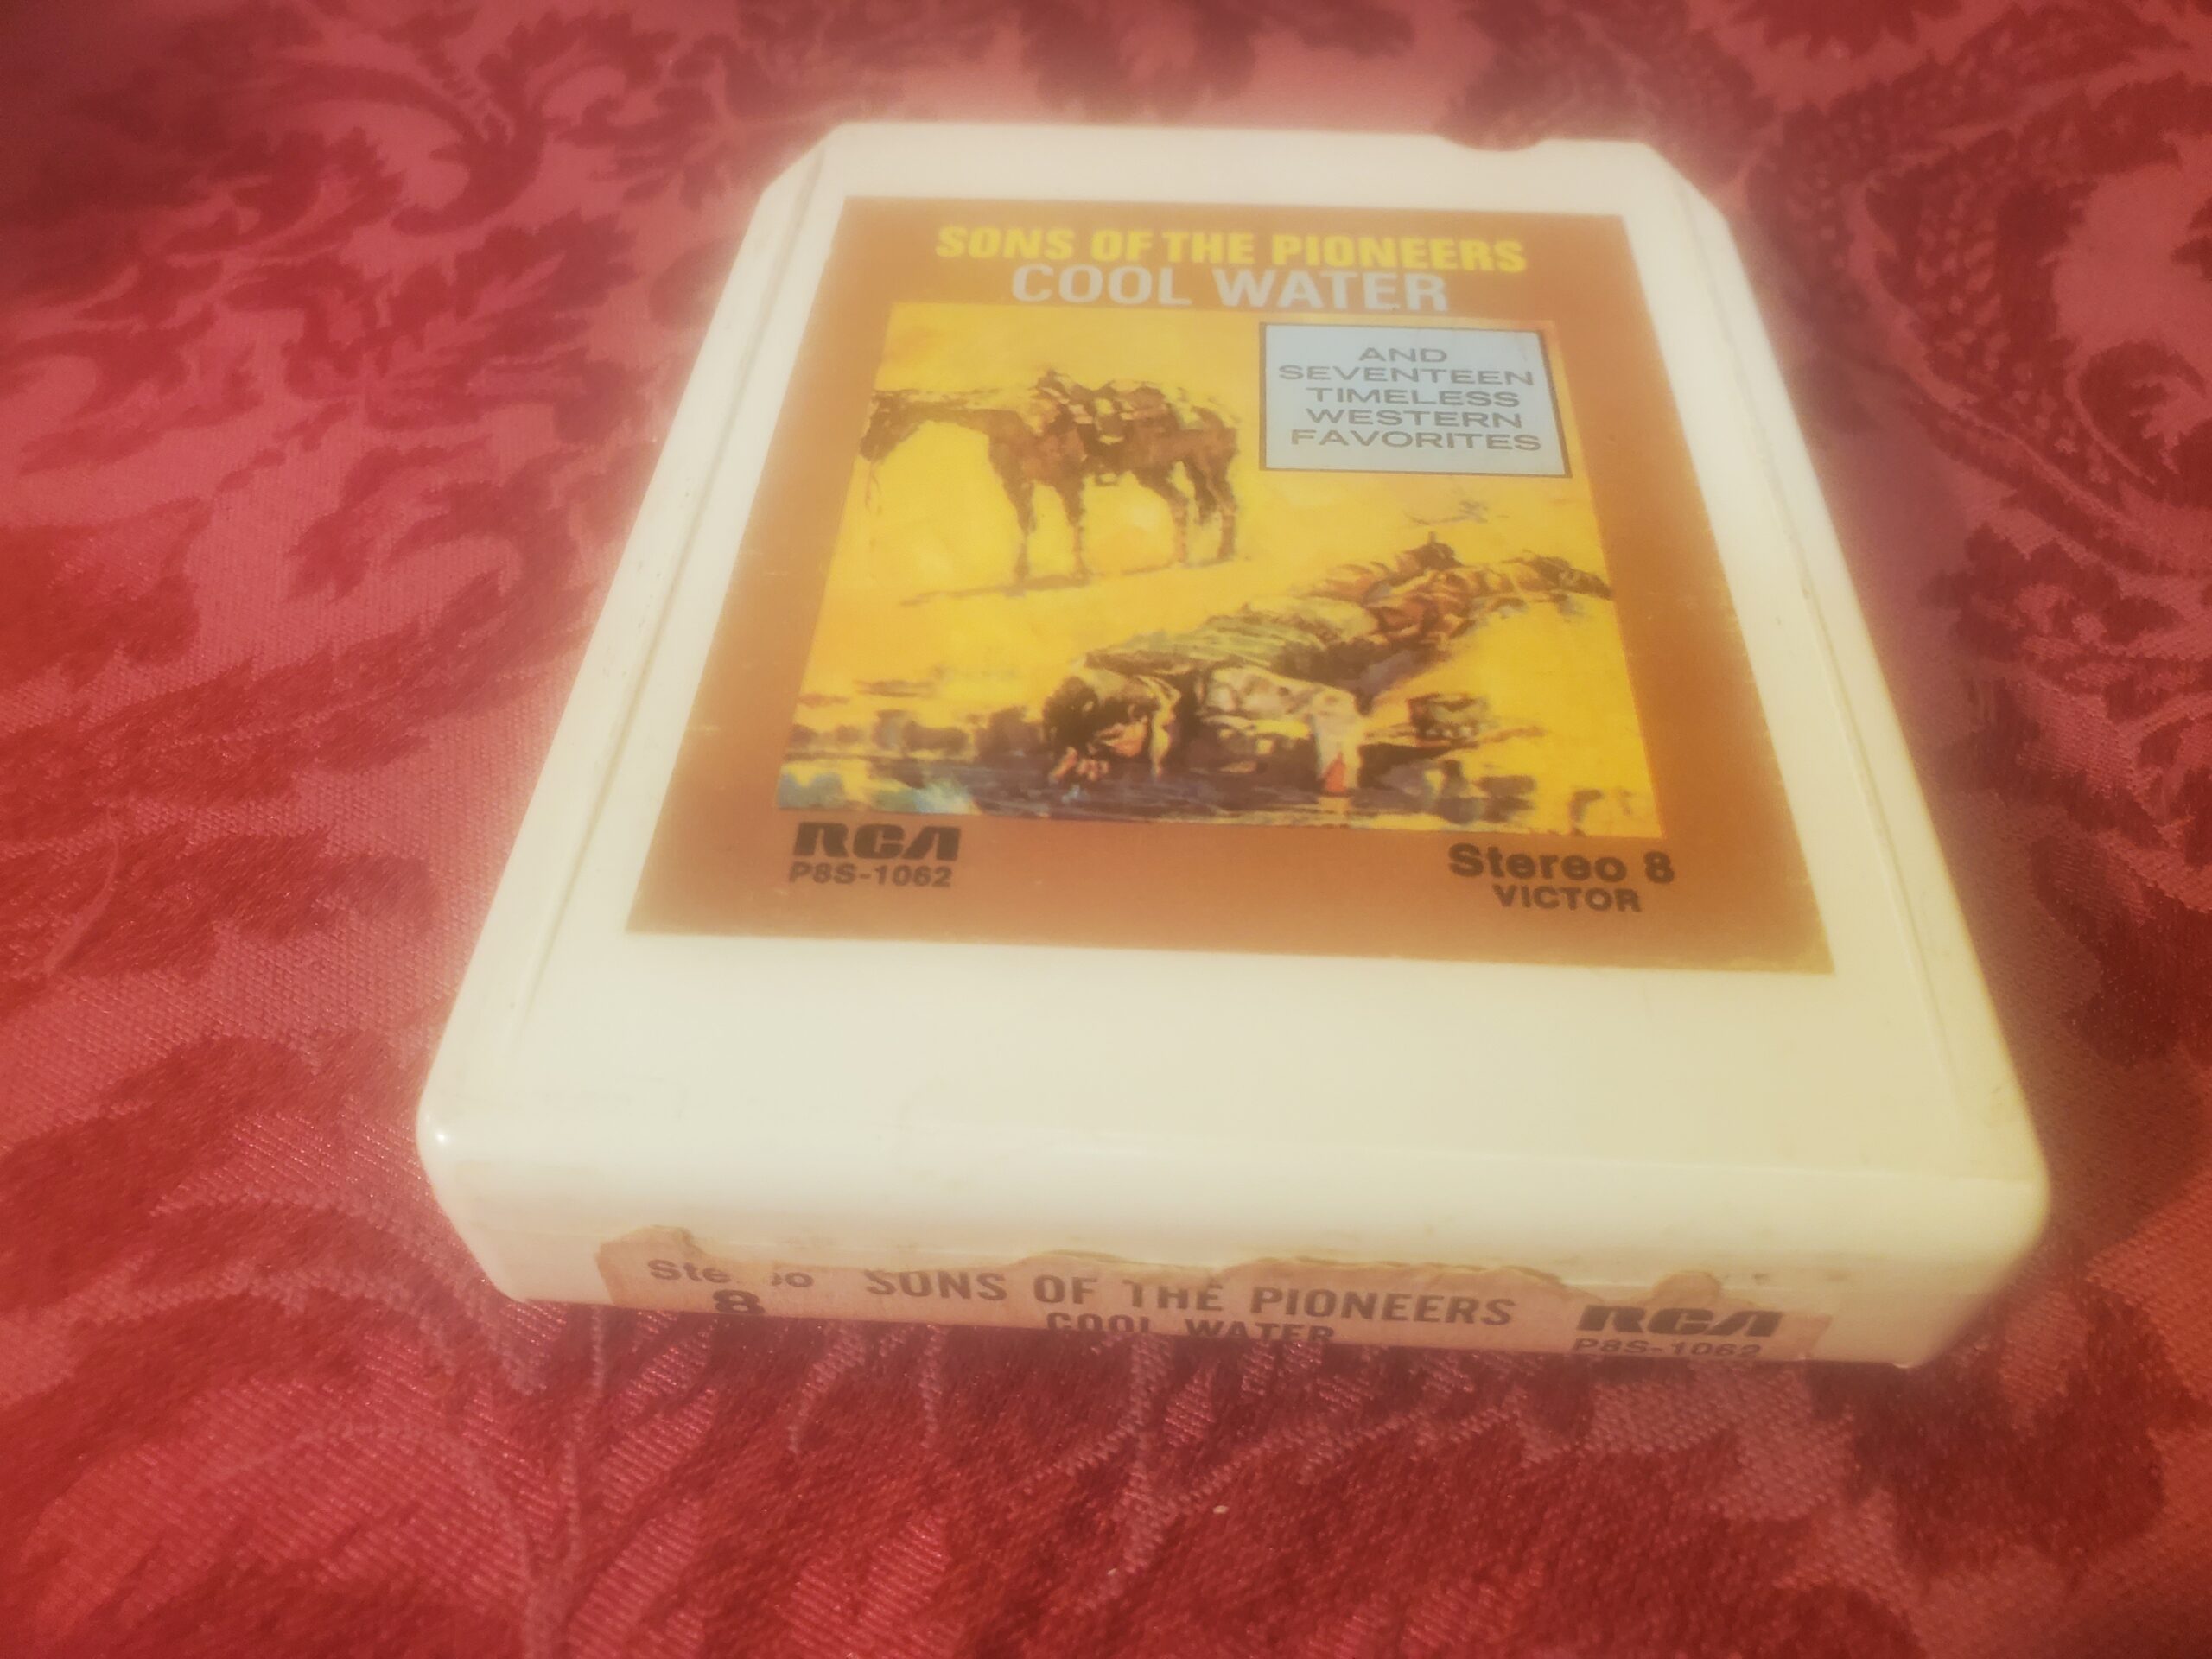 SONS OF THE PIONEERS
COOL WATER
AND
SEVENTEEN
TIMELESS
WESTERN
FAVORITES
RCA
P8S-1062
Stereo 8
VICTOR
Ste  o
8
SONS OF THE PIONEERS
COOL WATER
RCA
P8S-1062